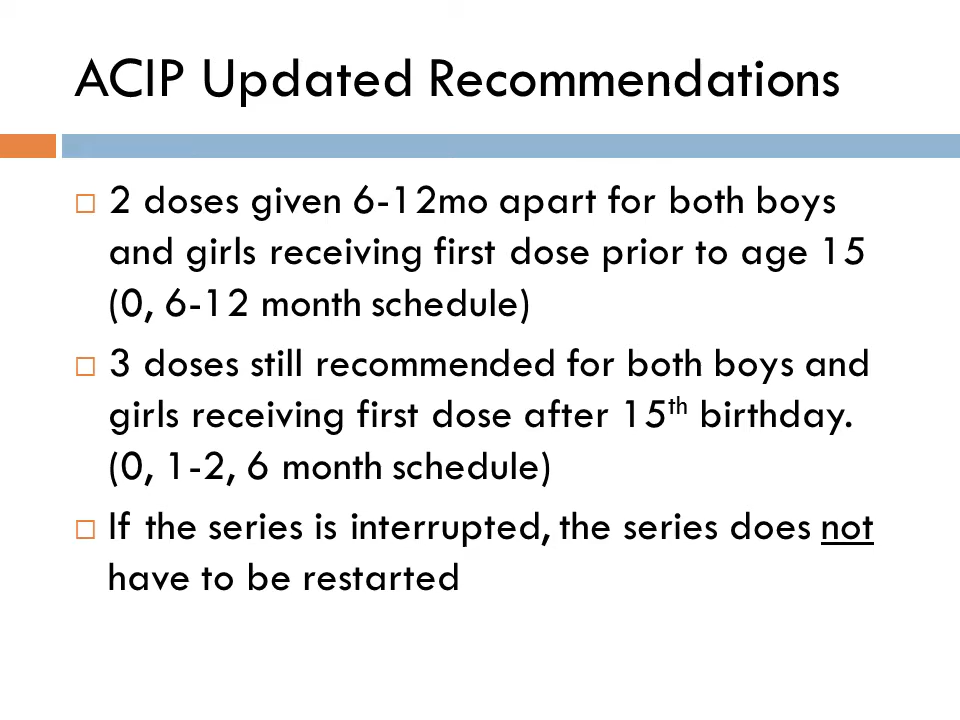 ACIP Updated Recommendations
2 doses given 6-12mo apart for both boys
and girls receiving first dose prior to age 15
(0, 6-12 month schedule)
3 doses still recommended for both boys and
girls receiving first dose after 15th birthday.
(0, 1-2, 6 month schedule)
If the series is interrupted, the series does not
have to be restarted